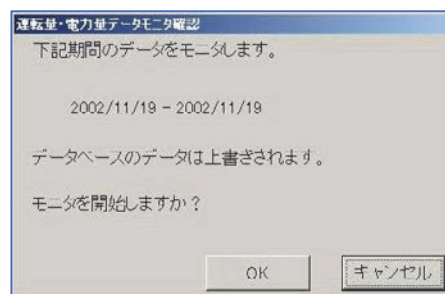 運転量・電力量データモニタ確認
下記期間のデータをモニタします。
2002/11/19 - 2002/11/19
データベースのデータは上書きされます。
モニタを開始しますか？
OK
キャンセル